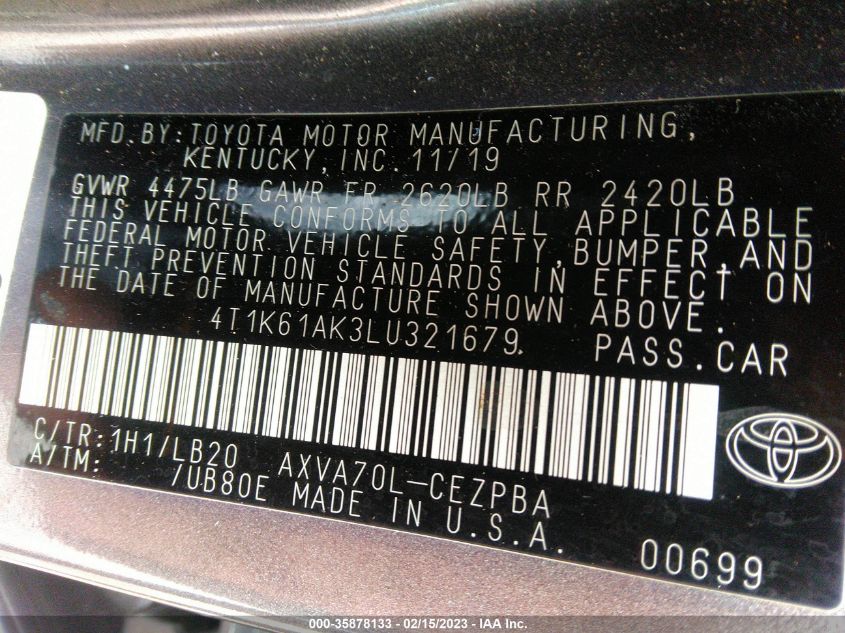 MFD.BY:TOYOTA MOTOR MANUFACTURING,
KENTUCKY, INC. 11/19
GVWR 4475LB GAWR FR 2620LB RR 2420LB
THIS VEHICLE CONFORMS TO ALL APPLICABLE
FEDERAL MOTOR VEHICLE SAFETY,BUMPER,AND
THEFT PREVENTION STANDARDS IN EFFECT ON
THE DATE OF MANUFACTURE SHOWN ABOVE.
4T1K61AK3LU321679 PASS.CAR
C/TR:1H1/LB20 AXVA70L-CEZPBA
A/TM: /UB80E MADE IN U.S.A.
00699
000-35878133 - 02/15/2023 - IAA Inc.